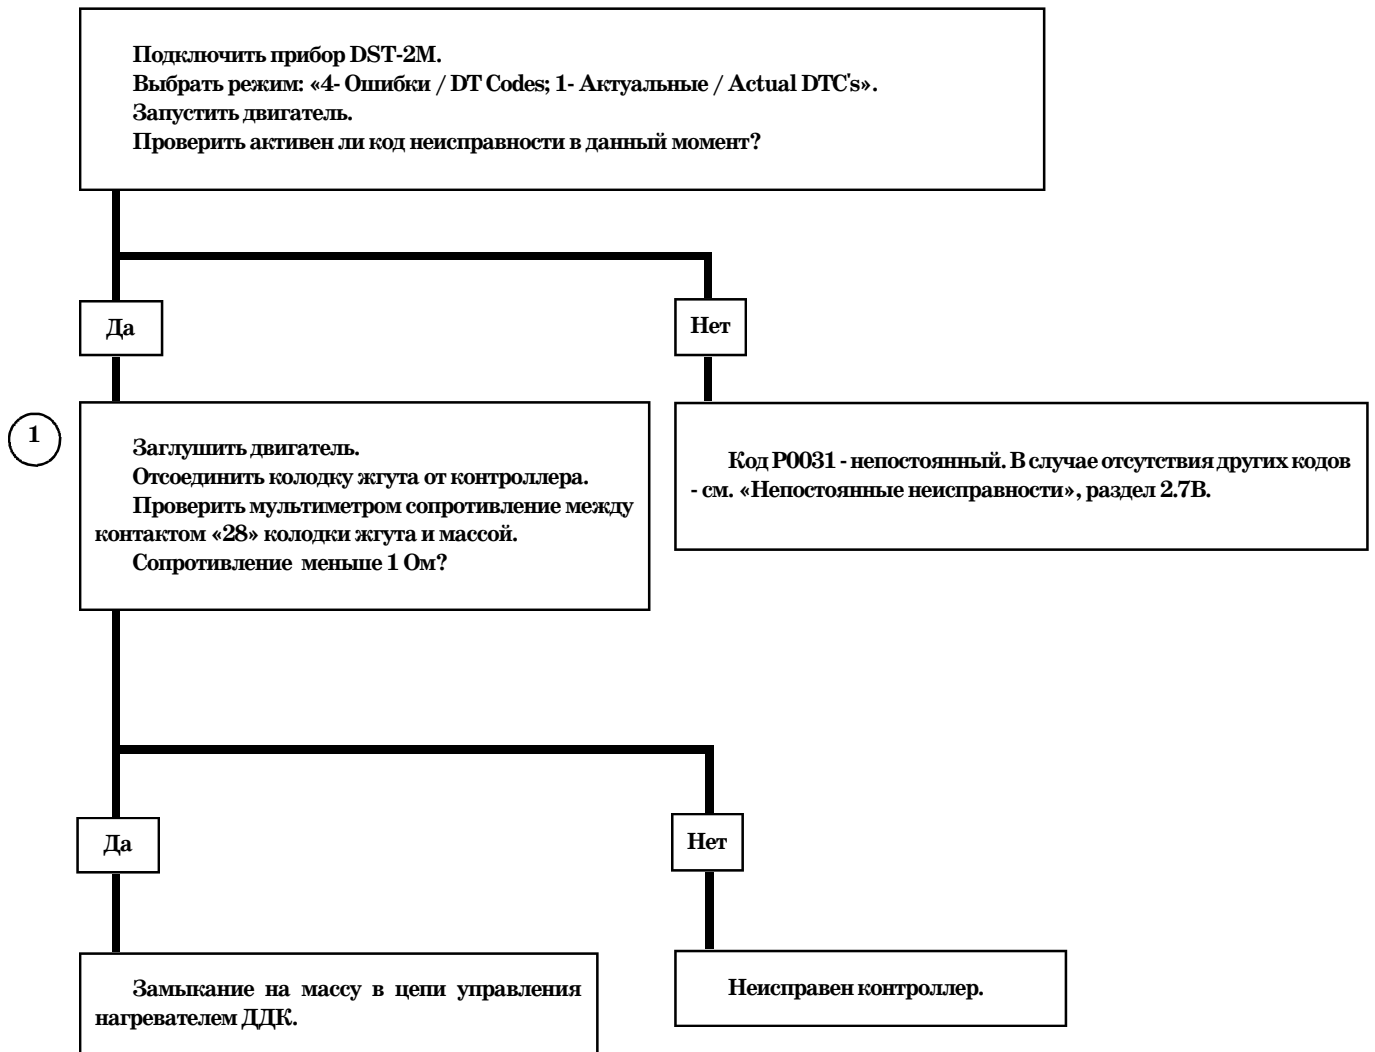 Подключить прибор DST-2M.
Выбрать режим: «4- Ошибки / DT Codes; 1- Актуальные / Actual DTC's».
Запустить двигатель.
Проверить активен ли код неисправности в данный момент?
Да
Нет
1
Заглушить двигатель.
Отсоединить колодку жгута от контроллера.
Проверить мультиметром сопротивление между
контактом «28» колодки жгута и массой.
Сопротивление меньше 1 Ом?
Код P0031 - непостоянный. В случае отсутствия других кодов
- см. «Непостоянные неисправности», раздел 2.7В.
Да
Нет
Замыкание на массу в цепи управления
нагревателем ДДК.
Неисправен контроллер.